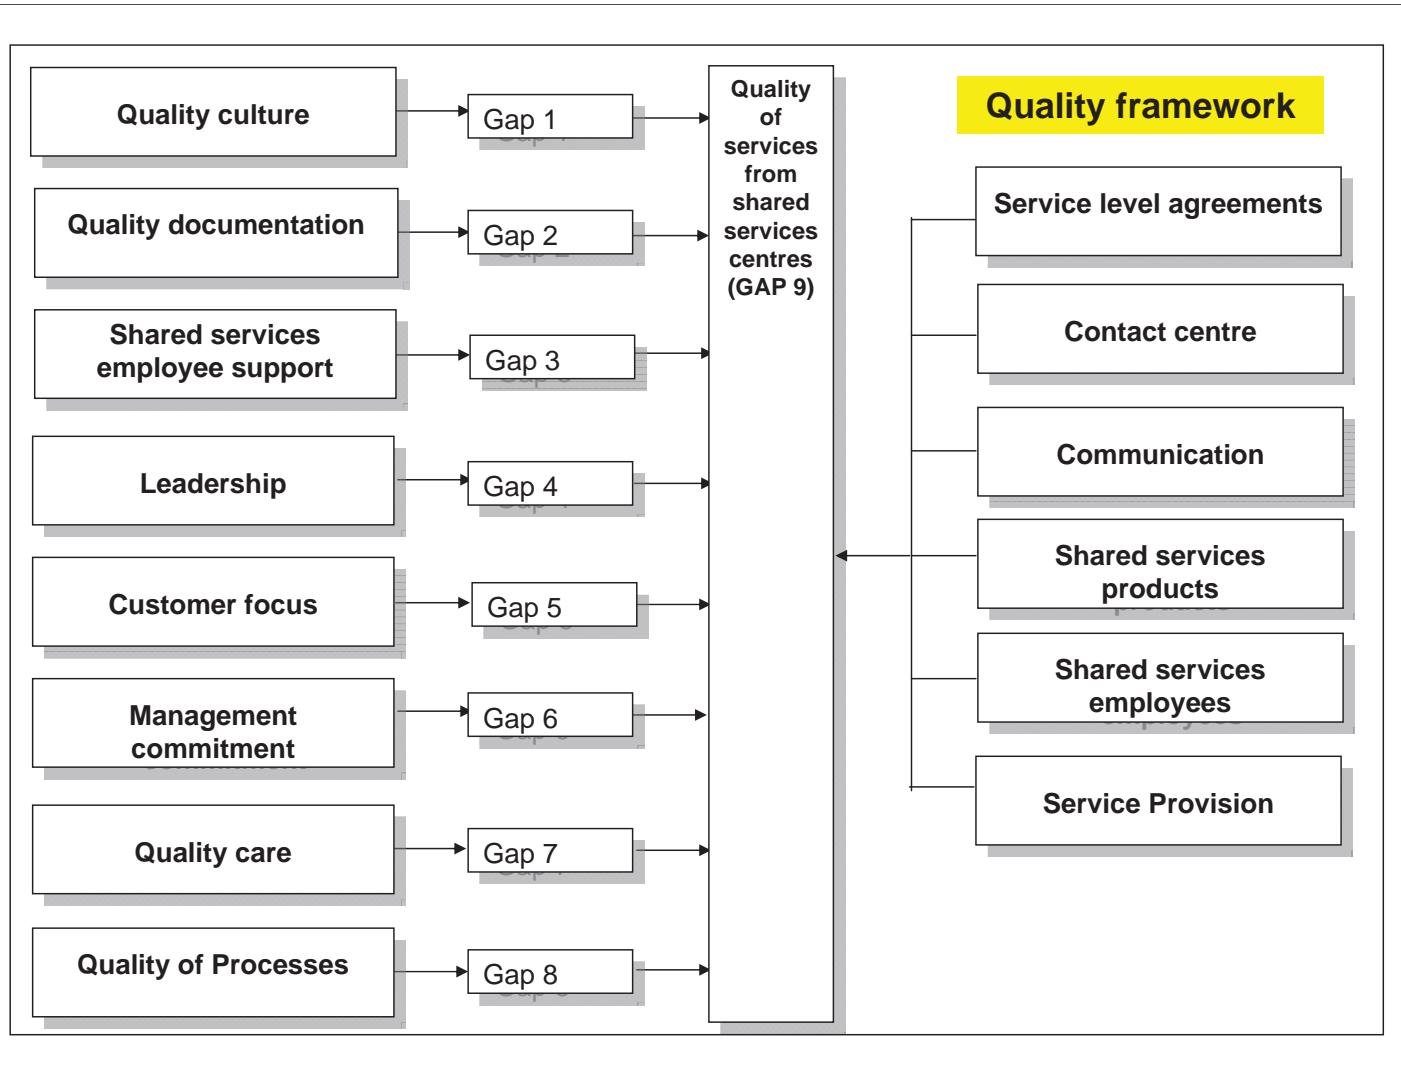 Quality culture
Gap 1
Quality documentation
Gap 2
Shared services
employee support
Gap 3
Leadership
Gap 4
Customer focus
Gap 5
Management
commitment
Gap 6
Quality care
Gap 7
Quality of Processes
Gap 8
Quality
of
services
from
shared
services
centres
(GAP 9)
Quality framework
Service level agreements
Contact centre
Communication
Shared services
products
Shared services
employees
Service Provision